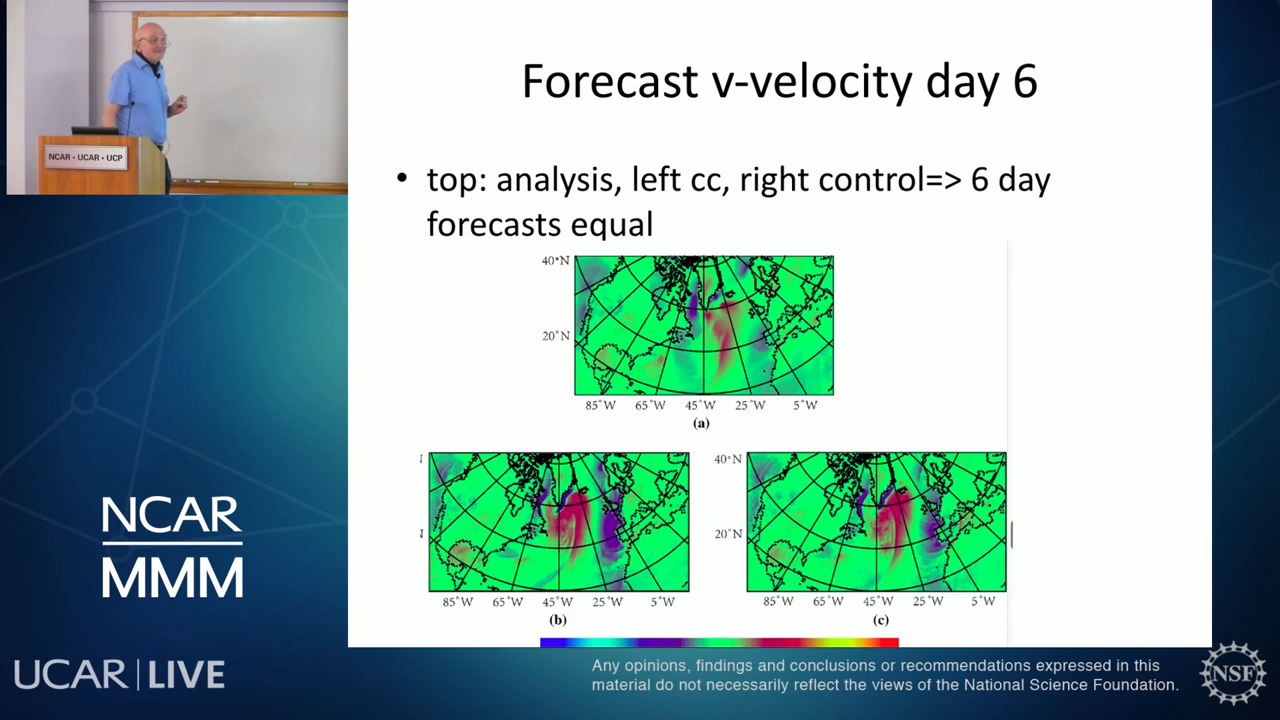 NCAR • UCAR • UCP
Forecast v-velocity day 6
• top: analysis, left cc, right control=> 6 day
forecasts equal
40°N
20°N
85°W 65°W 45°W 25°W 5°W
(a)
40°N
20°N
85°W 65°W 45°W 25°W 5°W
85°W 65°W 45°W 25°W 5°W
(b)
(c)
NCAR
MMM
UCAR | LIVE
Any opinions, findings and conclusions or recommendations expressed in this
material do not necessarily reflect the views of the National Science Foundation.
NSF